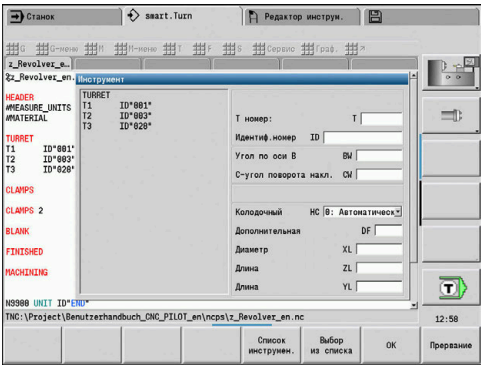 Станок
smart.Turn
Редактор инструм.
G G-меню M M-меню T F S Сервис Граф.
z_Revolver_e…
z_Revolver_en.
Инструмент
HEADER
#MEASURE_UNITS
#MATERIAL
TURRET
T1 ID"001"
T2 ID"003"
T3 ID"020"
CLAMPS
CLAMPS 2
BLANK
FINISHED
MACHINING
N9900 UNIT ID"END"
TURRET
T1 ID"001"
T2 ID"003"
T3 ID"020"
T номер: T
Идентиф.номер ID
Угол по оси B BW
C-угол поворота накл. CW
Колодочный HC 0: Автоматическ
Дополнительная DF
Диаметр XL
Длина ZL
Длина YL
TNC:\Project\Benutzerhandbuch_CNC_PILOT_en\ncps\z_Revolver_en.nc
12:58
Список инструмен.
Выбор из списка
OK
Прервание
T